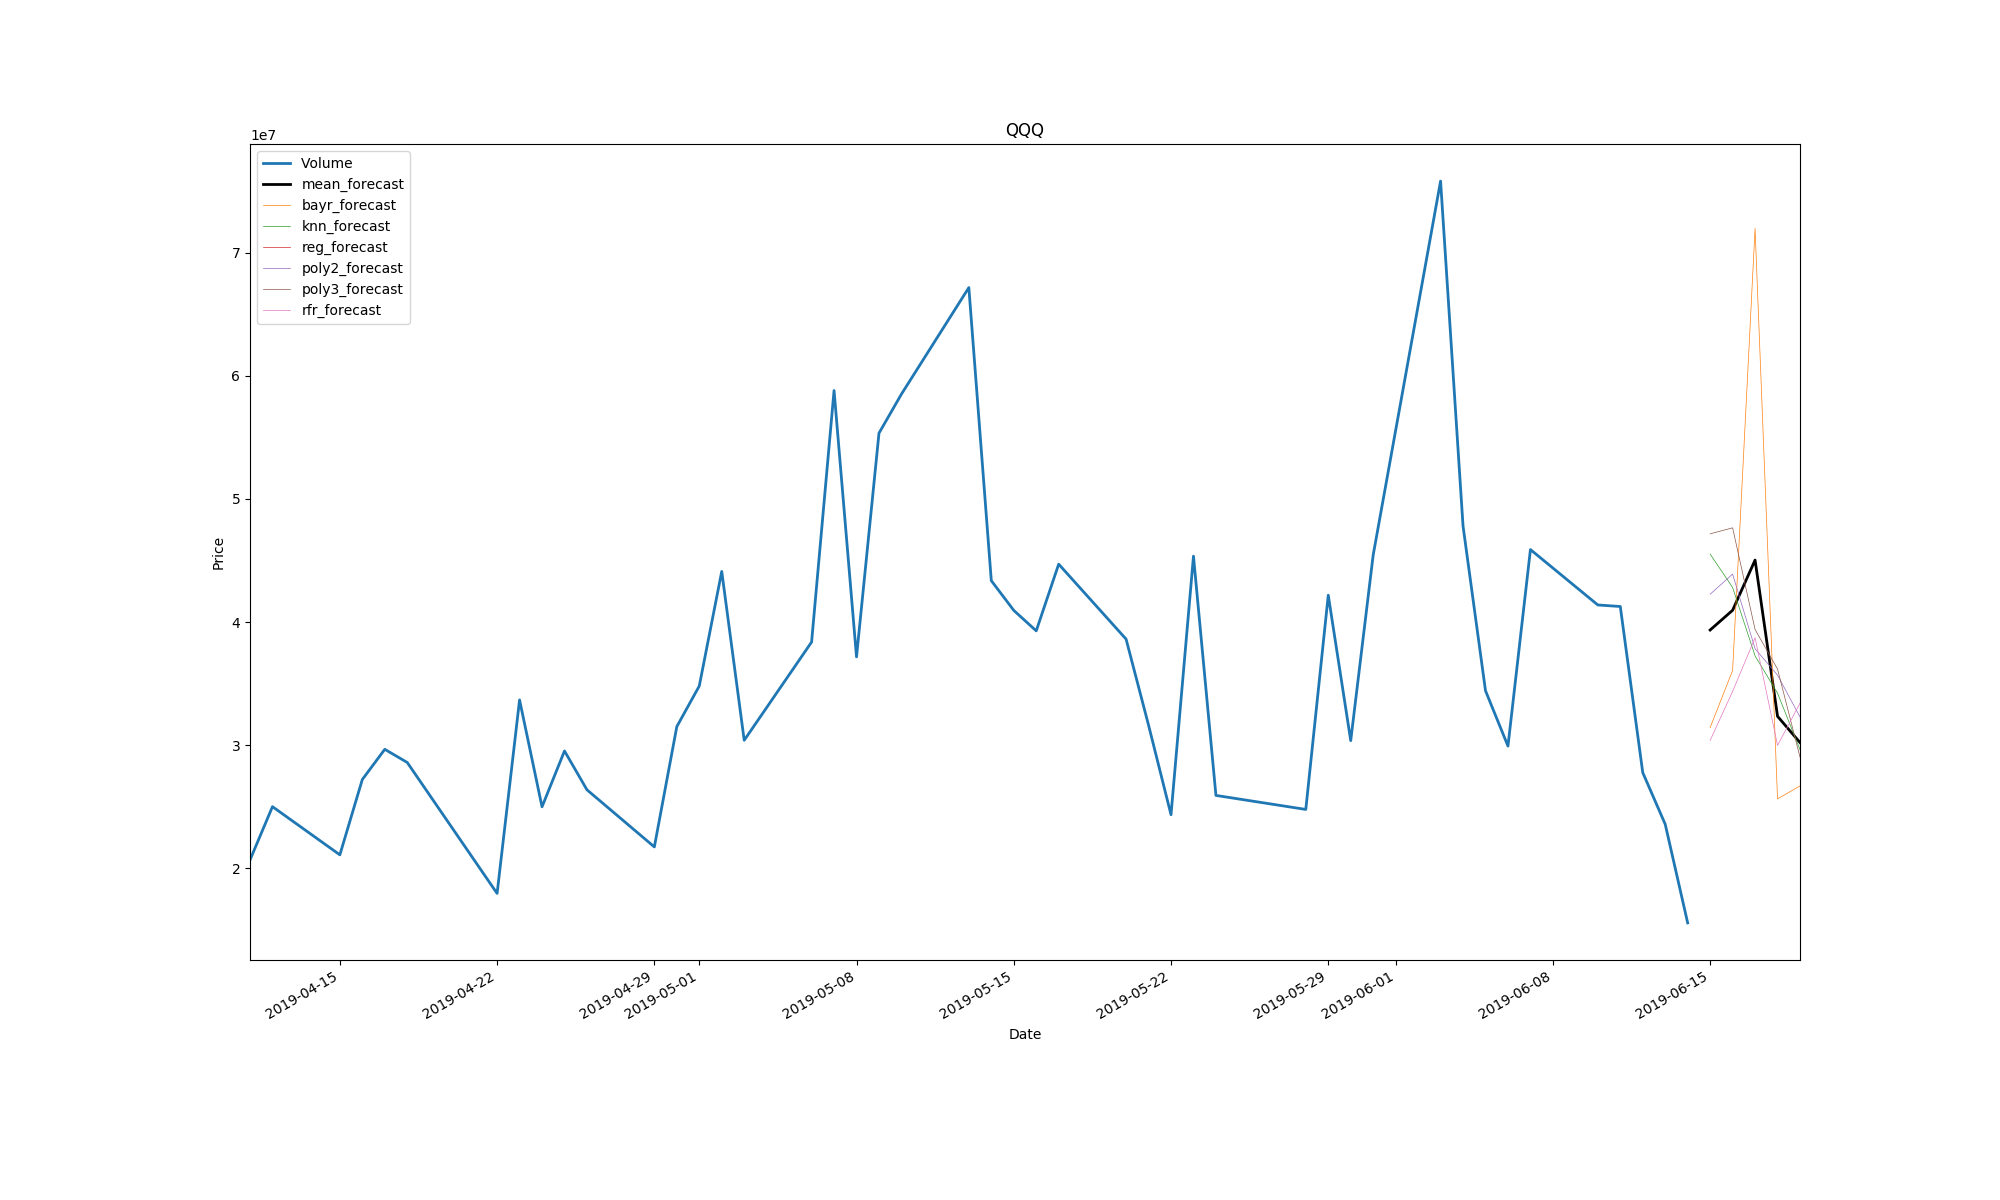 QQQ
1e7
Volume
mean_forecast
bayr_forecast
knn_forecast
reg_forecast
poly2_forecast
poly3_forecast
rfr_forecast
7
6
5
4
3
2
Price
2019-04-15
2019-04-22
2019-04-29
2019-05-01
2019-05-08
2019-05-15
2019-05-22
2019-05-29
2019-06-01
2019-06-08
2019-06-15
Date